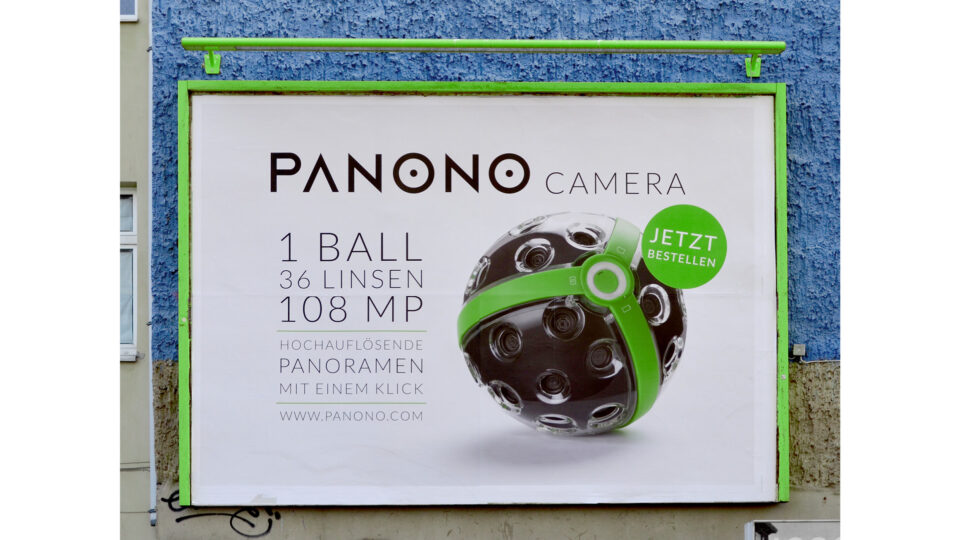 PANONO CAMERA
1 BALL
36 LINSEN
108 MP
HOCHAUFLÖSENDE
PANORAMEN
MIT EINEM KLICK
WWW.PANONO.COM
JETZT
BESTELLEN